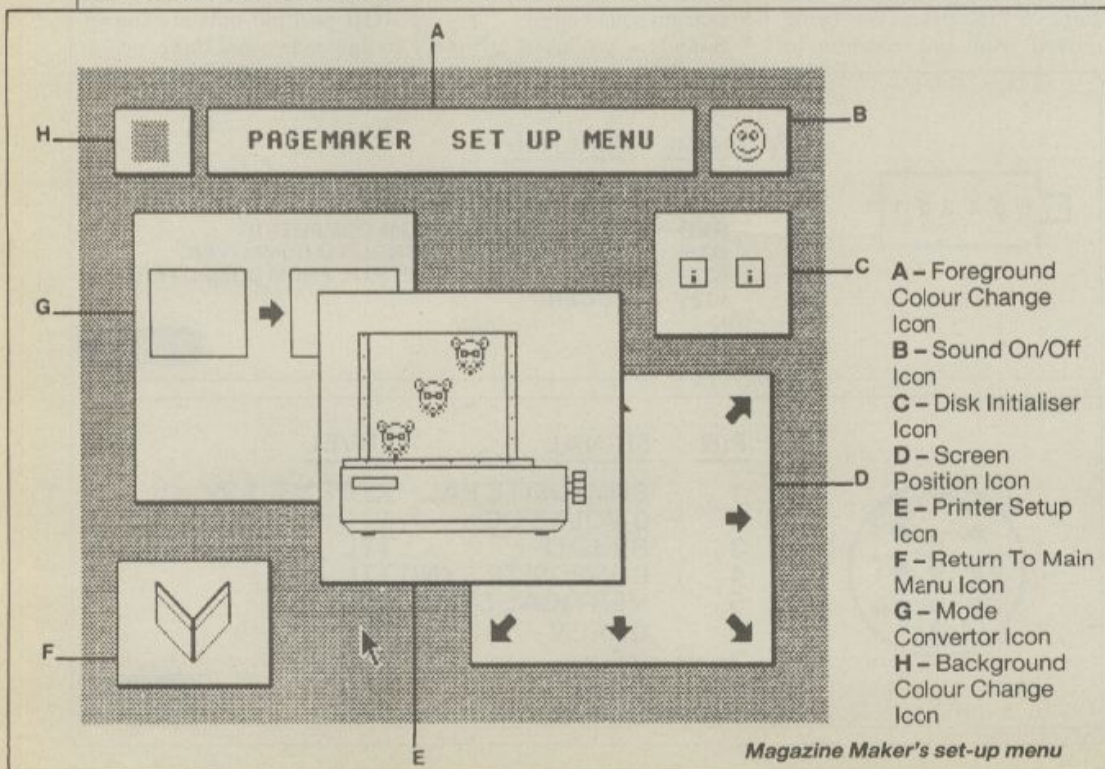 A
H
PAGEMAKER SET UP MENU
B
C
G
D
F
E
A – Foreground
Colour Change
Icon
B – Sound On/Off
Icon
C – Disk Initialiser
Icon
D – Screen
Position Icon
E – Printer Setup
Icon
F – Return To Main
Manu Icon
G – Mode
Convertor Icon
H – Background
Colour Change
Icon
Magazine Maker's set-up menu